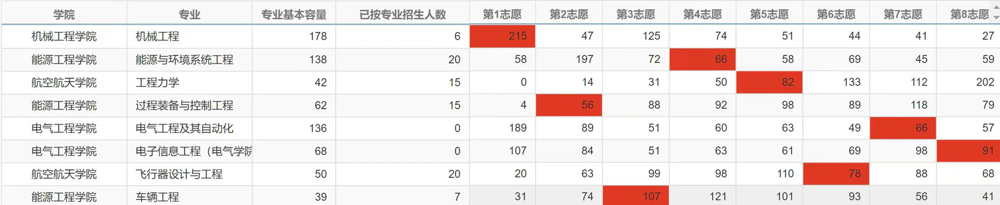 学院 专业 专业基本容量 已按专业招生人数 第1志愿 第2志愿 第3志愿 第4志愿 第5志愿 第6志愿 第7志愿 第8志愿
机械工程学院 机械工程 178 6 215 47 125 74 51 44 41 27
能源工程学院 能源与环境系统工程 138 20 58 197 72 66 58 69 45 59
航空航天学院 工程力学 42 15 0 14 31 50 82 133 112 202
能源工程学院 过程装备与控制工程 62 15 4 56 88 92 98 89 118 79
电气工程学院 电气工程及其自动化 136 0 189 89 51 60 63 49 66 57
电气工程学院 电子信息工程（电气学院 68 0 107 84 51 63 61 69 98 91
航空航天学院 飞行器设计与工程 50 20 20 63 99 98 110 78 88 68
能源工程学院 车辆工程 39 7 31 74 107 121 101 93 56 41